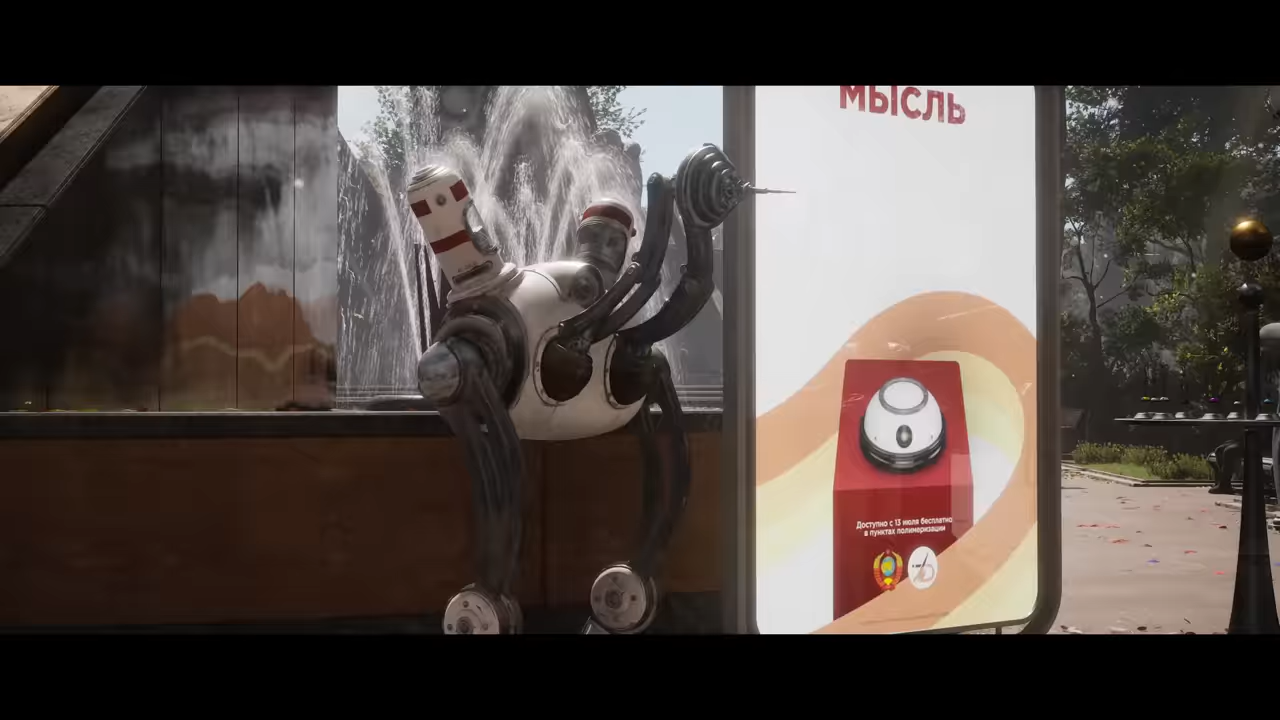 МЫСЛЬ
Доступно с 13 июля бесплатно
в пунктах полимеризации